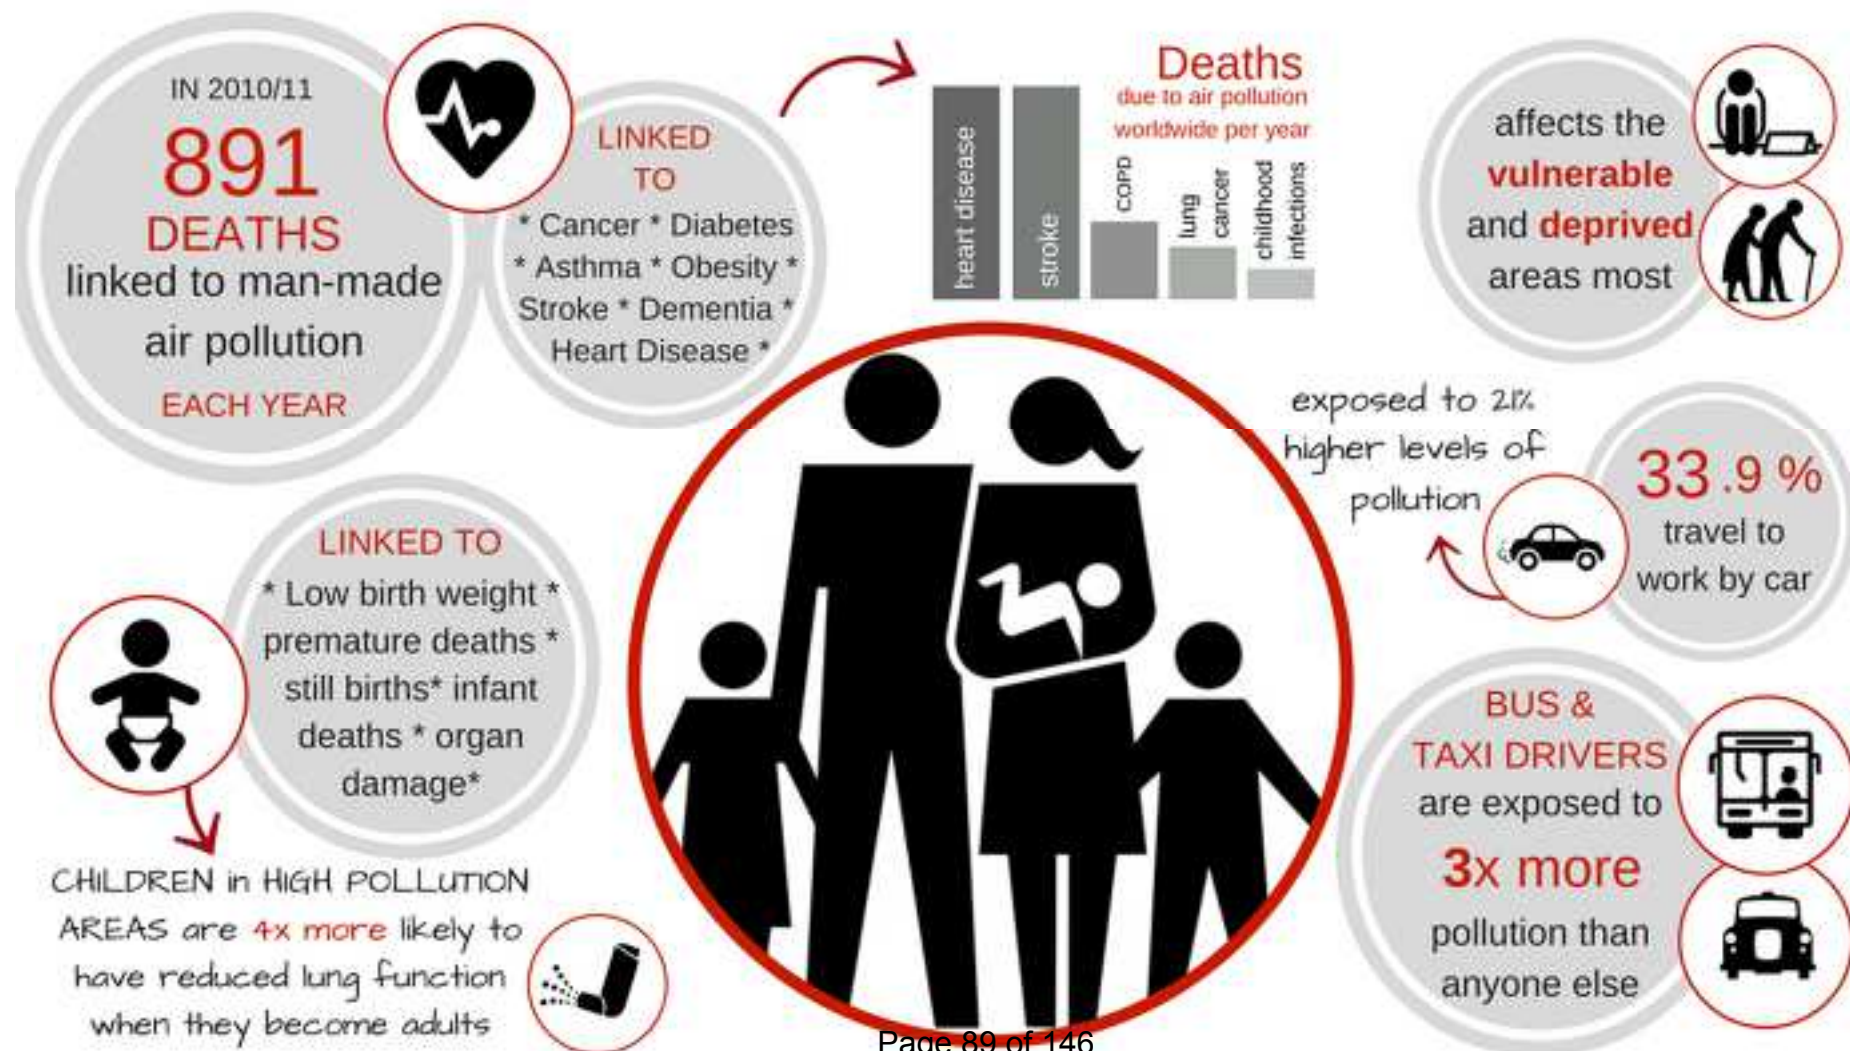 IN 2010/11
891
DEATHS
linked to man-made
air pollution
EACH YEAR
LINKED
TO
* Cancer * Diabetes
* Asthma * Obesity *
Stroke * Dementia *
Heart Disease *
Deaths
due to air pollution
worldwide per year
heart disease
stroke
COPD
lung
cancer
childhood
infections
affects the
vulnerable
and deprived
areas most
exposed to 21%
higher levels of
pollution
33.9 %
travel to
work by car
LINKED TO
* Low birth weight *
premature deaths *
still births* infant
deaths * organ
damage*
CHILDREN in HIGH POLLUTION
AREAS are 4x more likely to
have reduced lung function
when they become adults
BUS &
TAXI DRIVERS
are exposed to
3x more
pollution than
anyone else
Page 89 of 146